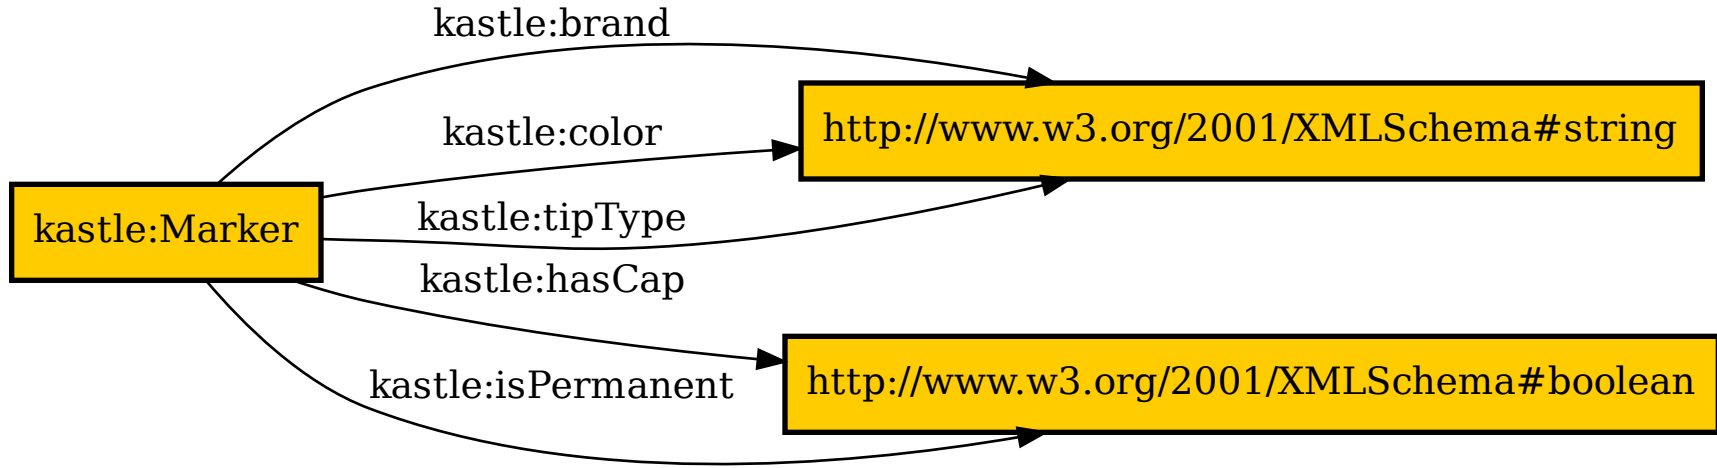 kastle:brand
http://www.w3.org/2001/XMLSchema#string
kastle:color
kastle:tipType
kastle:Marker
kastle:hasCap
http://www.w3.org/2001/XMLSchema#boolean
kastle:isPermanent